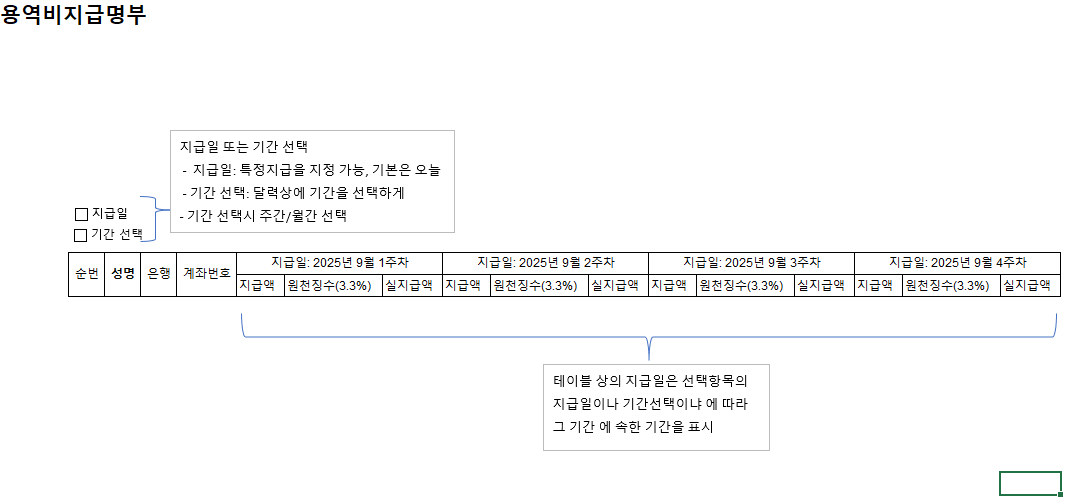 용역비지급명부
지급일 또는 기간 선택
- 지급일: 특정지급을 지정 가능, 기본은 오늘
- 기간 선택: 달력상에 기간을 선택하게
- 기간 선택시 주간/월간 선택
지급일
기간 선택
순번 성명 은행 계좌번호 지급일: 2025년 9월 1주차 지급일: 2025년 9월 2주차 지급일: 2025년 9월 3주차 지급일: 2025년 9월 4주차
지급액 원천징수(3.3%) 실지급액 지급액 원천징수(3.3%) 실지급액 지급액 원천징수(3.3%) 실지급액 지급액 원천징수(3.3%) 실지급액
테이블 상의 지급일은 선택항목의
지급일이나 기간선택이냐 에 따라
그 기간 에 속한 기간을 표시